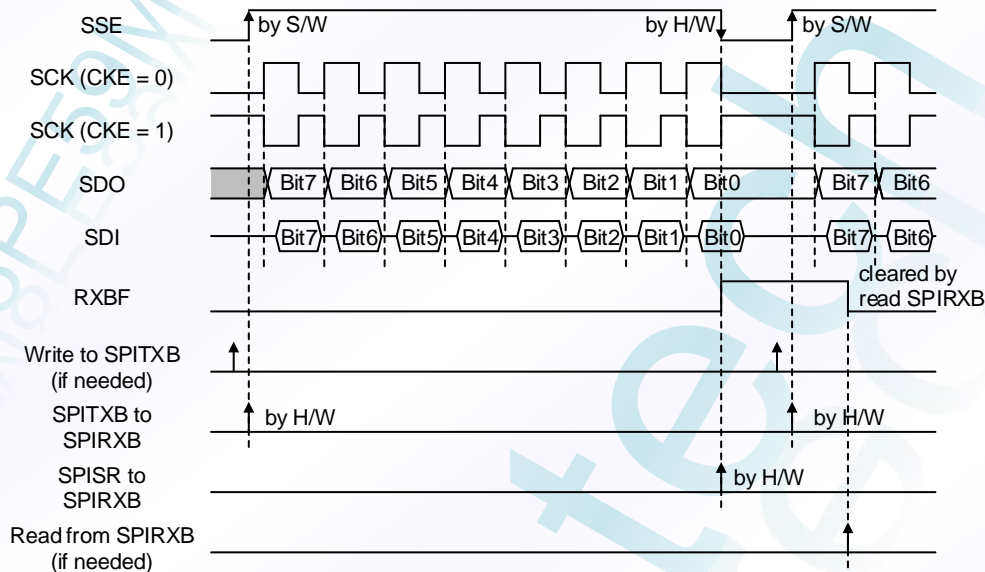 SSE by S/W by H/W by S/W
SCK (CKE = 0)
SCK (CKE = 1)
SDO Bit7 Bit6 Bit5 Bit4 Bit3 Bit2 Bit1 Bit0 Bit7 Bit6
SDI Bit7 Bit6 Bit5 Bit4 Bit3 Bit2 Bit1 Bit0 Bit7 Bit6
RXBF
cleared by
read SPIRXB
Write to SPITXB
(if needed)
SPITXB to
SPIRXB
by H/W by H/W
SPISR to
SPIRXB
by H/W
Read from SPIRXB
(if needed)
tech